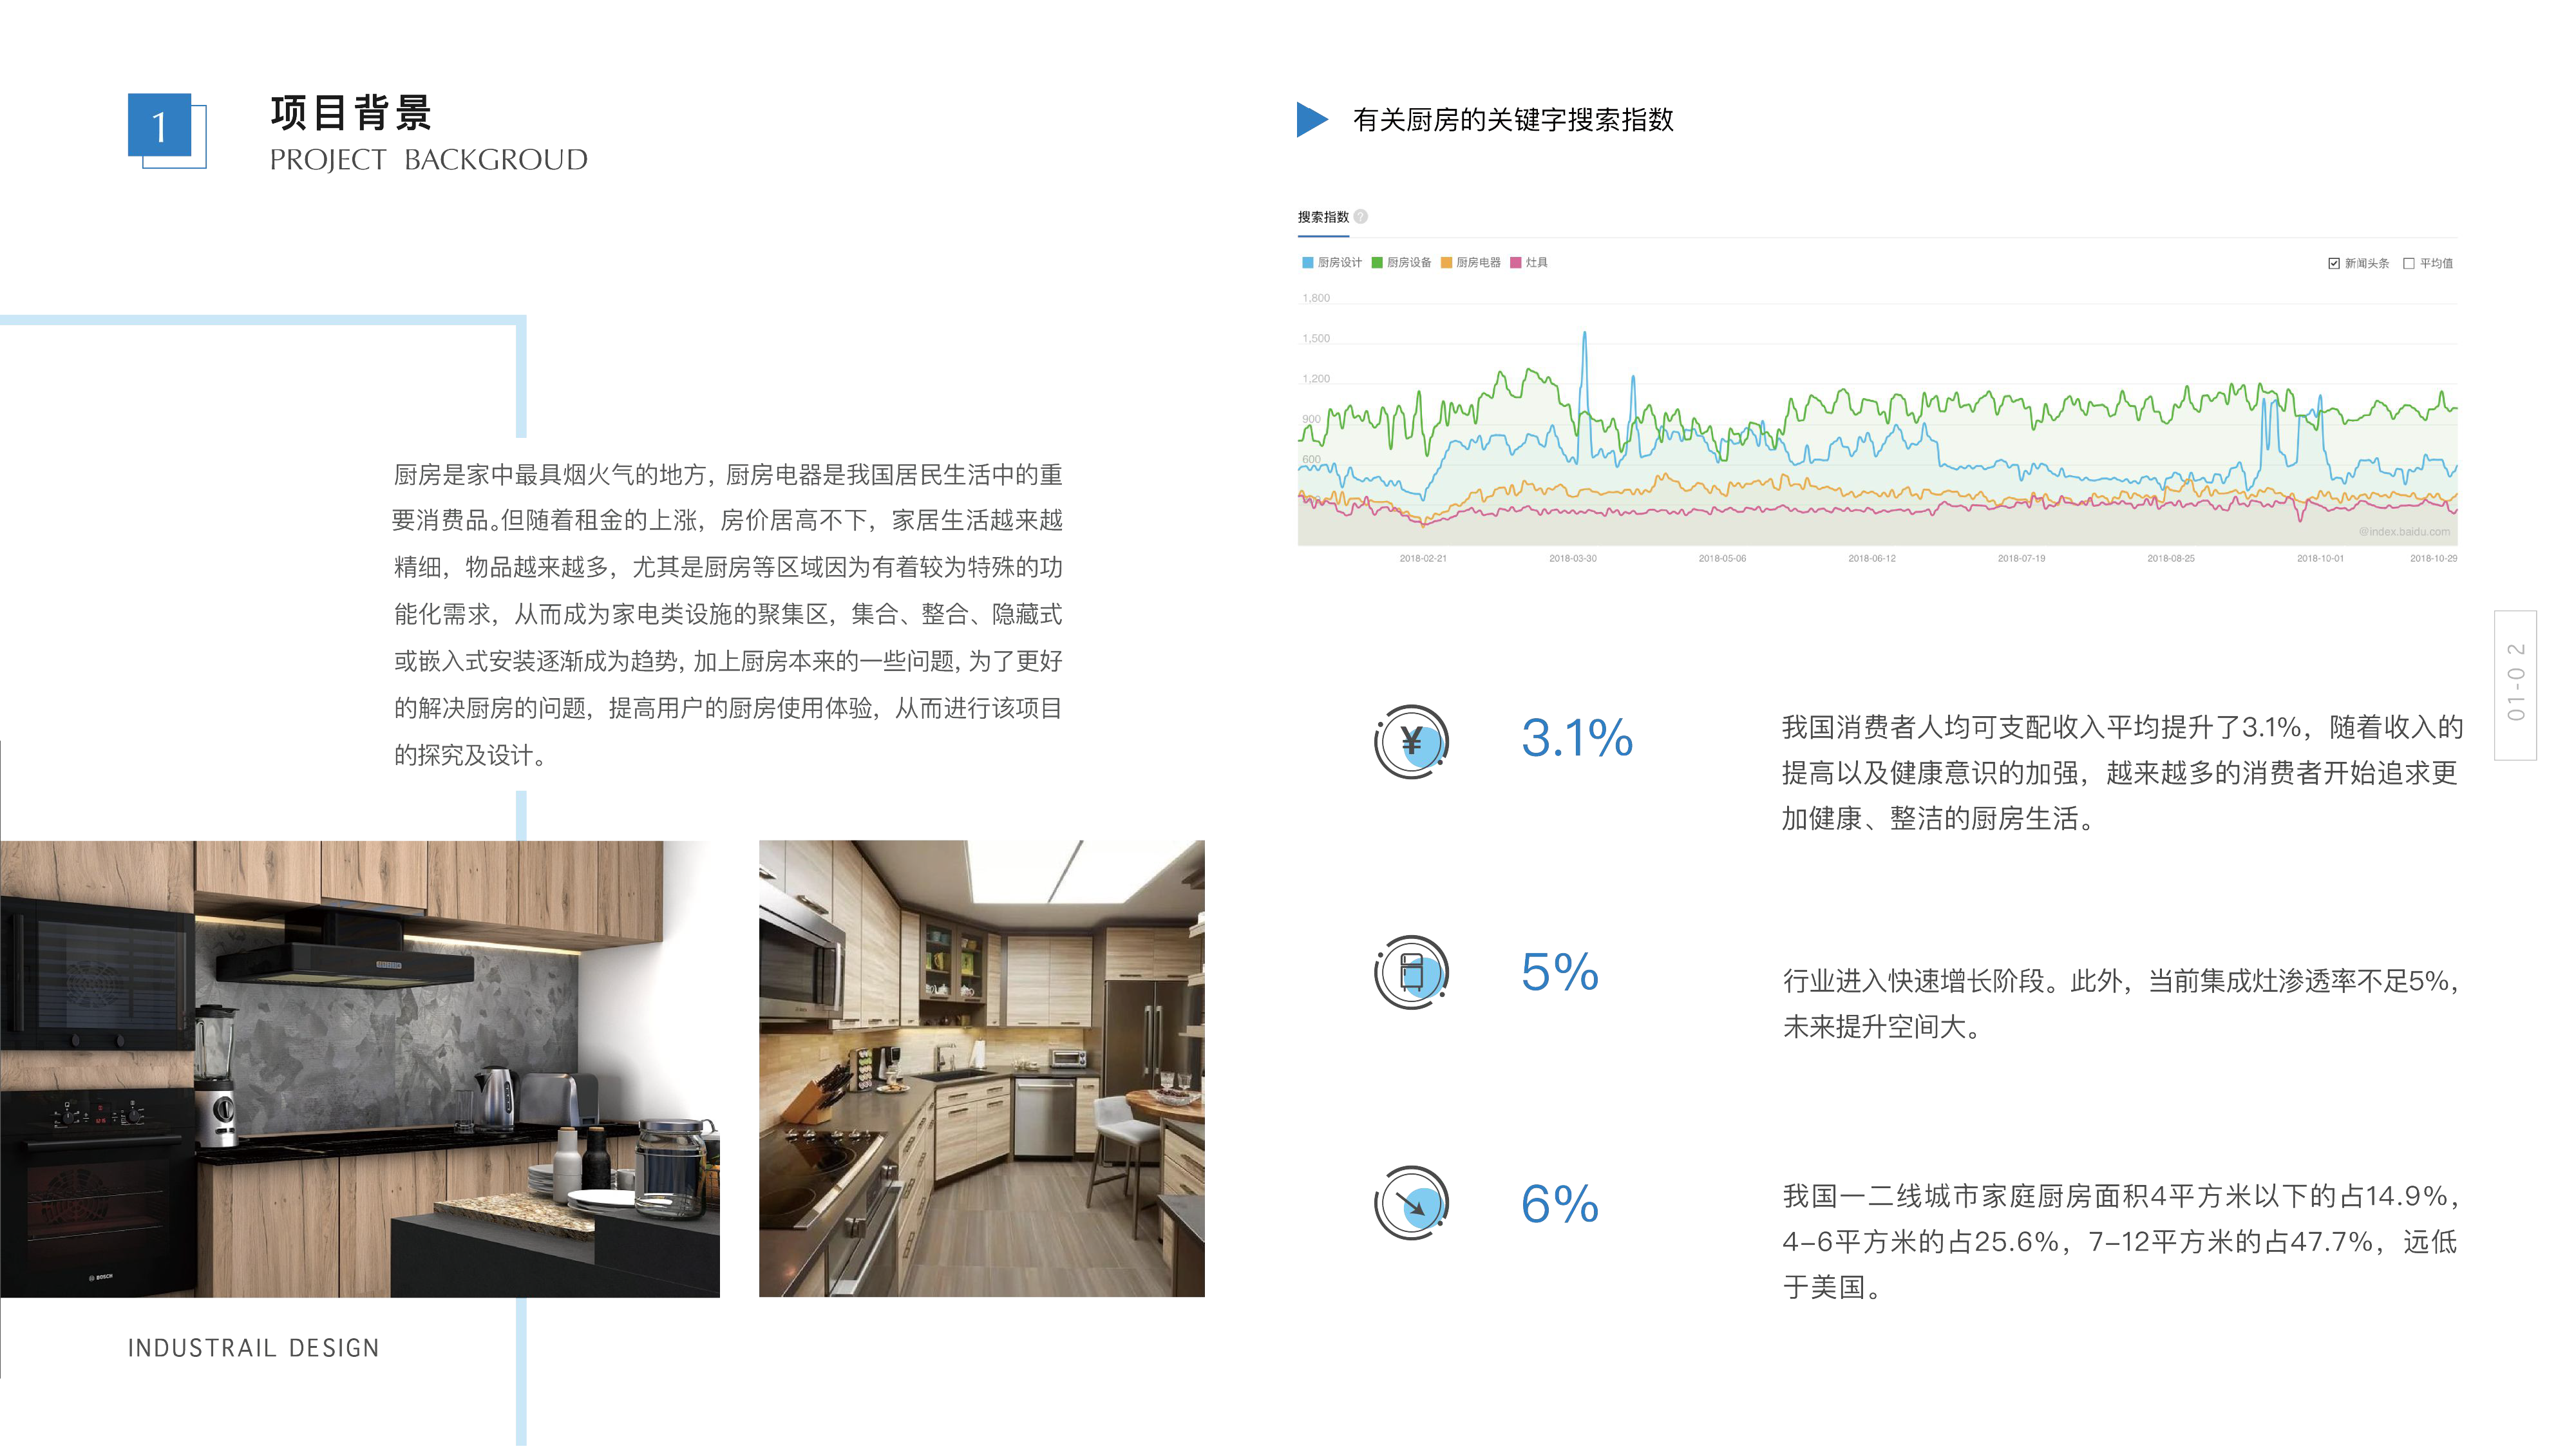 1
项目背景
PROJECT BACKGROUD
厨房是家中最具烟火气的地方，厨房电器是我国居民生活中的重
要消费品。但随着租金的上涨，房价居高不下，家居生活越来越
精细，物品越来越多，尤其是厨房等区域因为有着较为特殊的功
能化需求，从而成为家电类设施的聚集区，集合、整合、隐藏式
或嵌入式安装逐渐成为趋势，加上厨房本来的一些问题，为了更好
的解决厨房的问题，提高用户的厨房使用体验，从而进行该项目
的探究及设计。
BOSCH
INDUSTRAIL DESIGN
有关厨房的关键字搜索指数
搜索指数 ?
厨房设计 厨房设备 厨房电器 灶具
新闻头条 平均值
1,800
1,500
1,200
900
600
@index.baidu.com
2018-02-21 2018-03-30 2018-05-06 2018-06-12 2018-07-19 2018-08-25 2018-10-01 2018-10-29
01-02
¥
3.1%
我国消费者人均可支配收入平均提升了3.1%，随着收入的
提高以及健康意识的加强，越来越多的消费者开始追求更
加健康、整洁的厨房生活。
5%
行业进入快速增长阶段。此外，当前集成灶渗透率不足5%，
未来提升空间大。
6%
我国一二线城市家庭厨房面积4平方米以下的占14.9%，
4–6平方米的占25.6%，7–12平方米的占47.7%，远低
于美国。